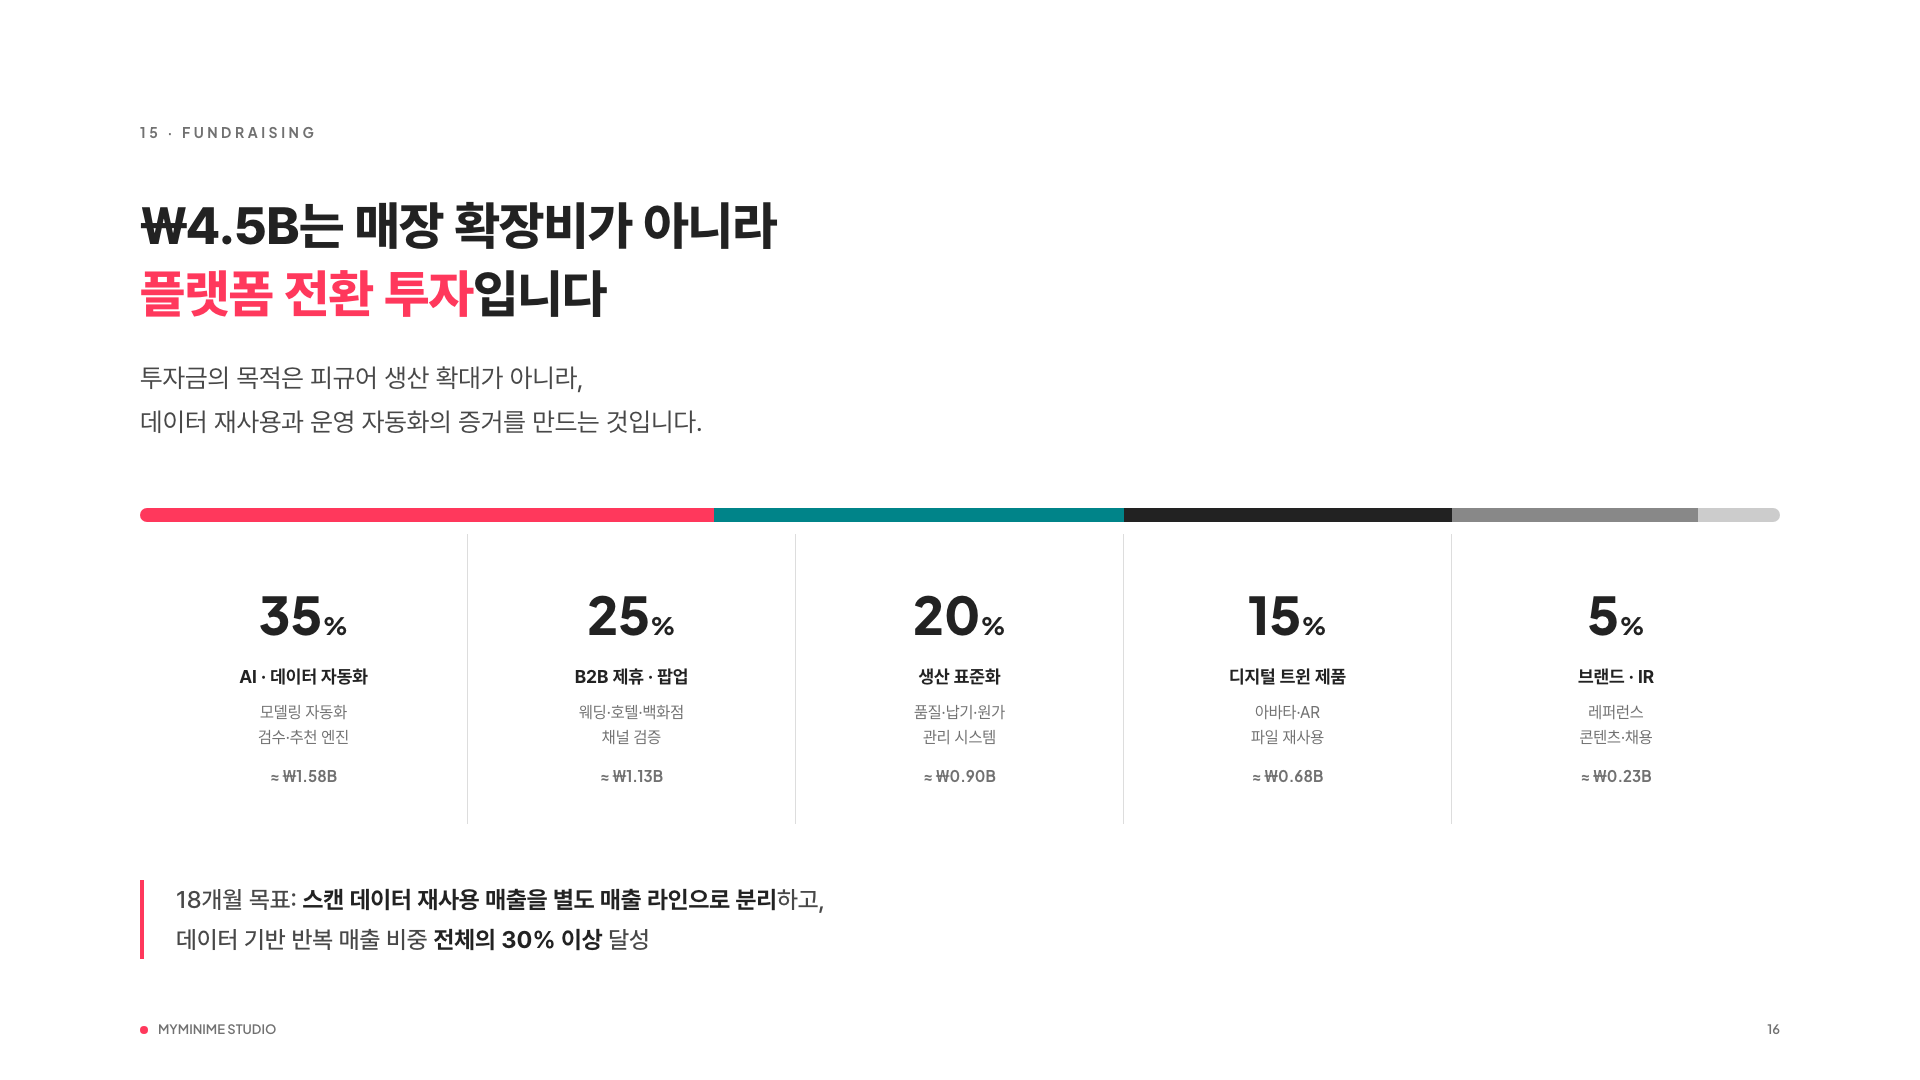 15 · FUNDRAISING
₩4.5B는 매장 확장비가 아니라
플랫폼 전환 투자입니다
투자금의 목적은 피규어 생산 확대가 아니라,
데이터 재사용과 운영 자동화의 증거를 만드는 것입니다.
35%
AI · 데이터 자동화
모델링 자동화
검수·추천 엔진
≈ ₩1.58B
25%
B2B 제휴 · 팝업
웨딩·호텔·백화점
채널 검증
≈ ₩1.13B
20%
생산 표준화
품질·납기·원가
관리 시스템
≈ ₩0.90B
15%
디지털 트윈 제품
아바타·AR
파일 재사용
≈ ₩0.68B
5%
브랜드 · IR
레퍼런스
콘텐츠·채용
≈ ₩0.23B
18개월 목표: 스캔 데이터 재사용 매출을 별도 매출 라인으로 분리하고,
데이터 기반 반복 매출 비중 전체의 30% 이상 달성
MYMINIME STUDIO
16